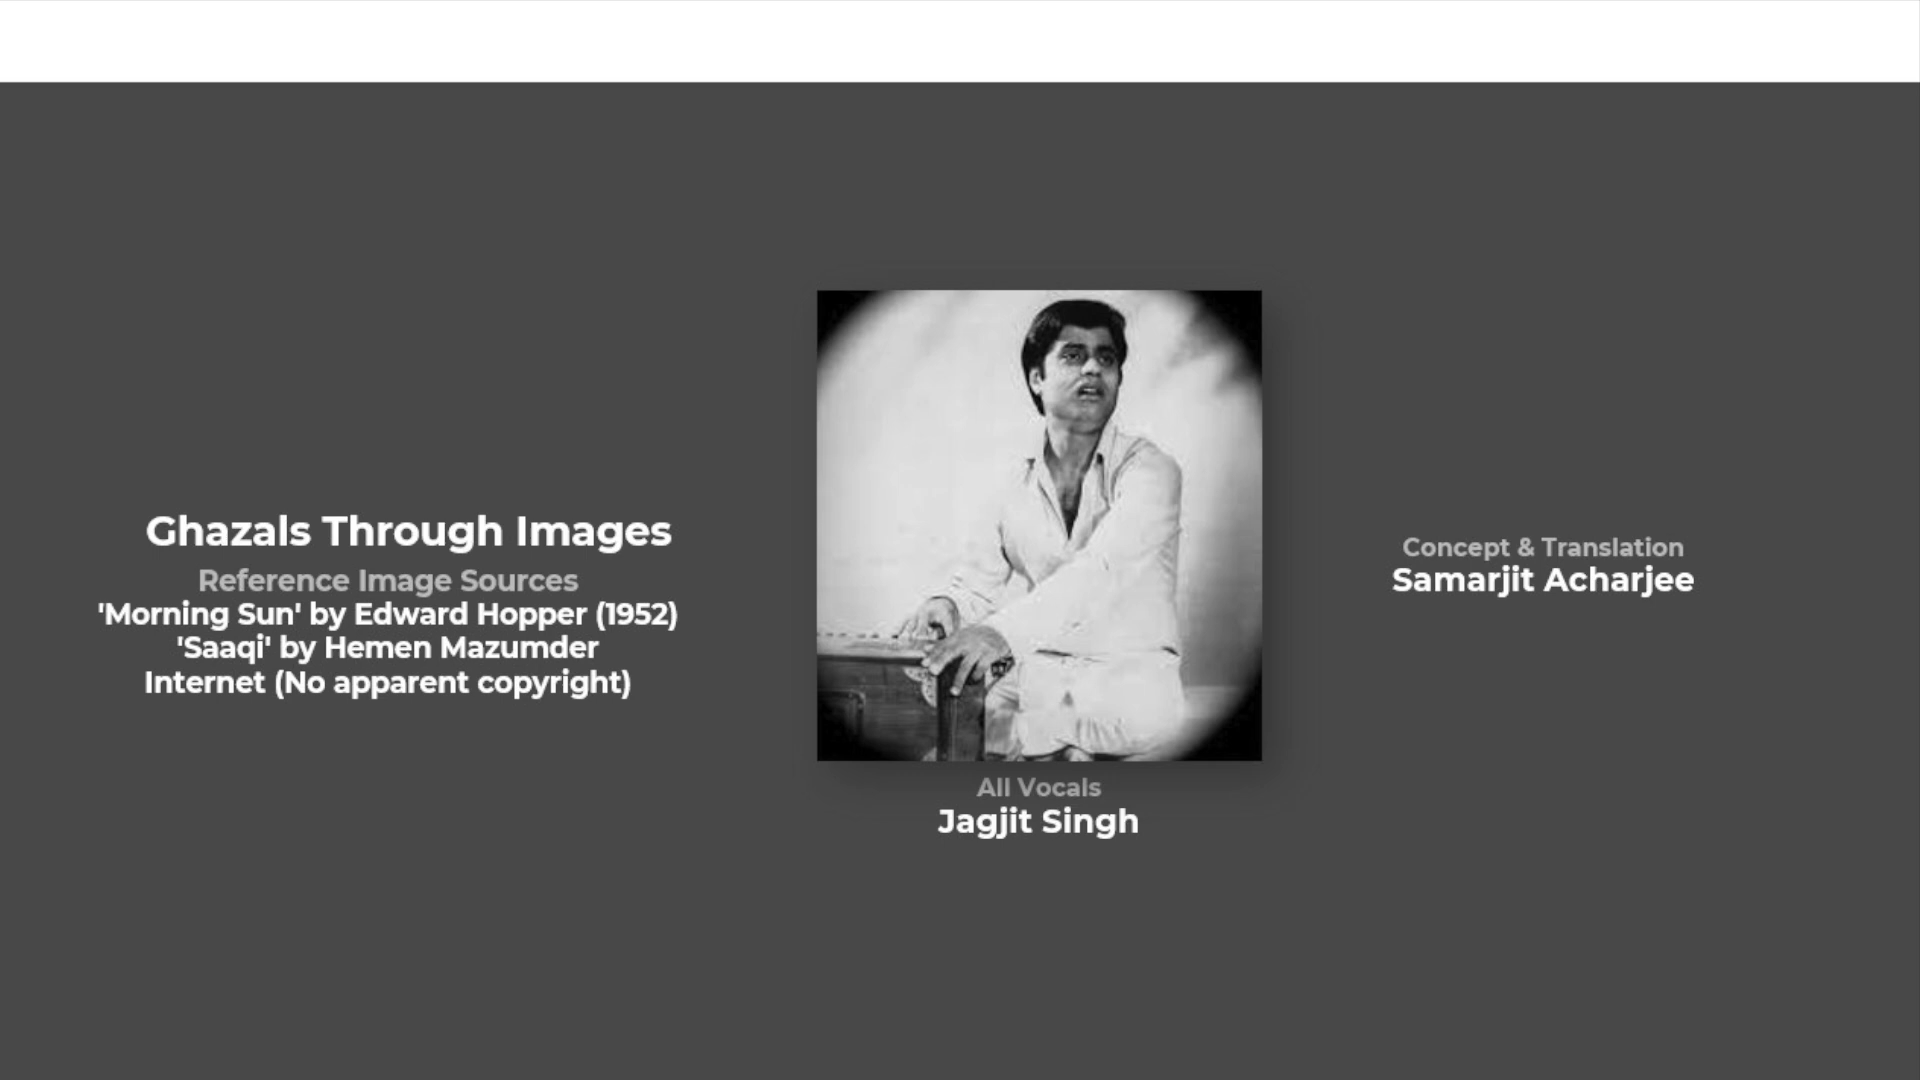 Ghazals Through Images
Reference Image Sources
'Morning Sun' by Edward Hopper (1952)
'Saaqi' by Hemen Mazumder
Internet (No apparent copyright)
All Vocals
Jagjit Singh
Concept & Translation
Samarjit Acharjee